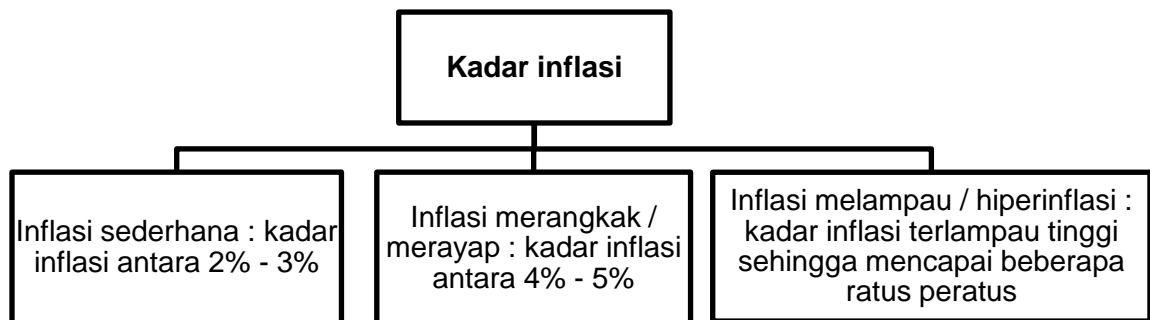 Kadar inflasi
Inflasi sederhana : kadar
inflasi antara 2% - 3%
Inflasi merangkak /
merayap : kadar inflasi
antara 4% - 5%
Inflasi melampau / hiperinflasi :
kadar inflasi terlampau tinggi
sehingga mencapai beberapa
ratus peratus